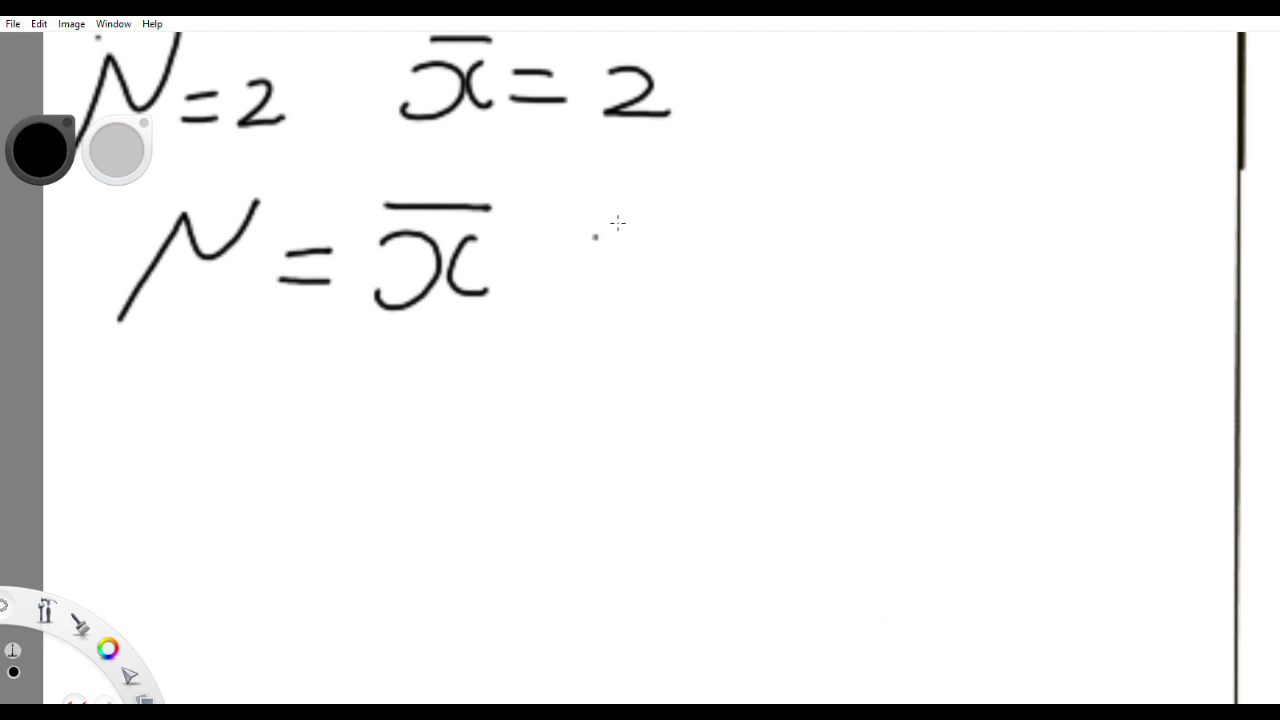 File Edit Image Window Help
μ = 2 x̄ = 2
μ = x̄